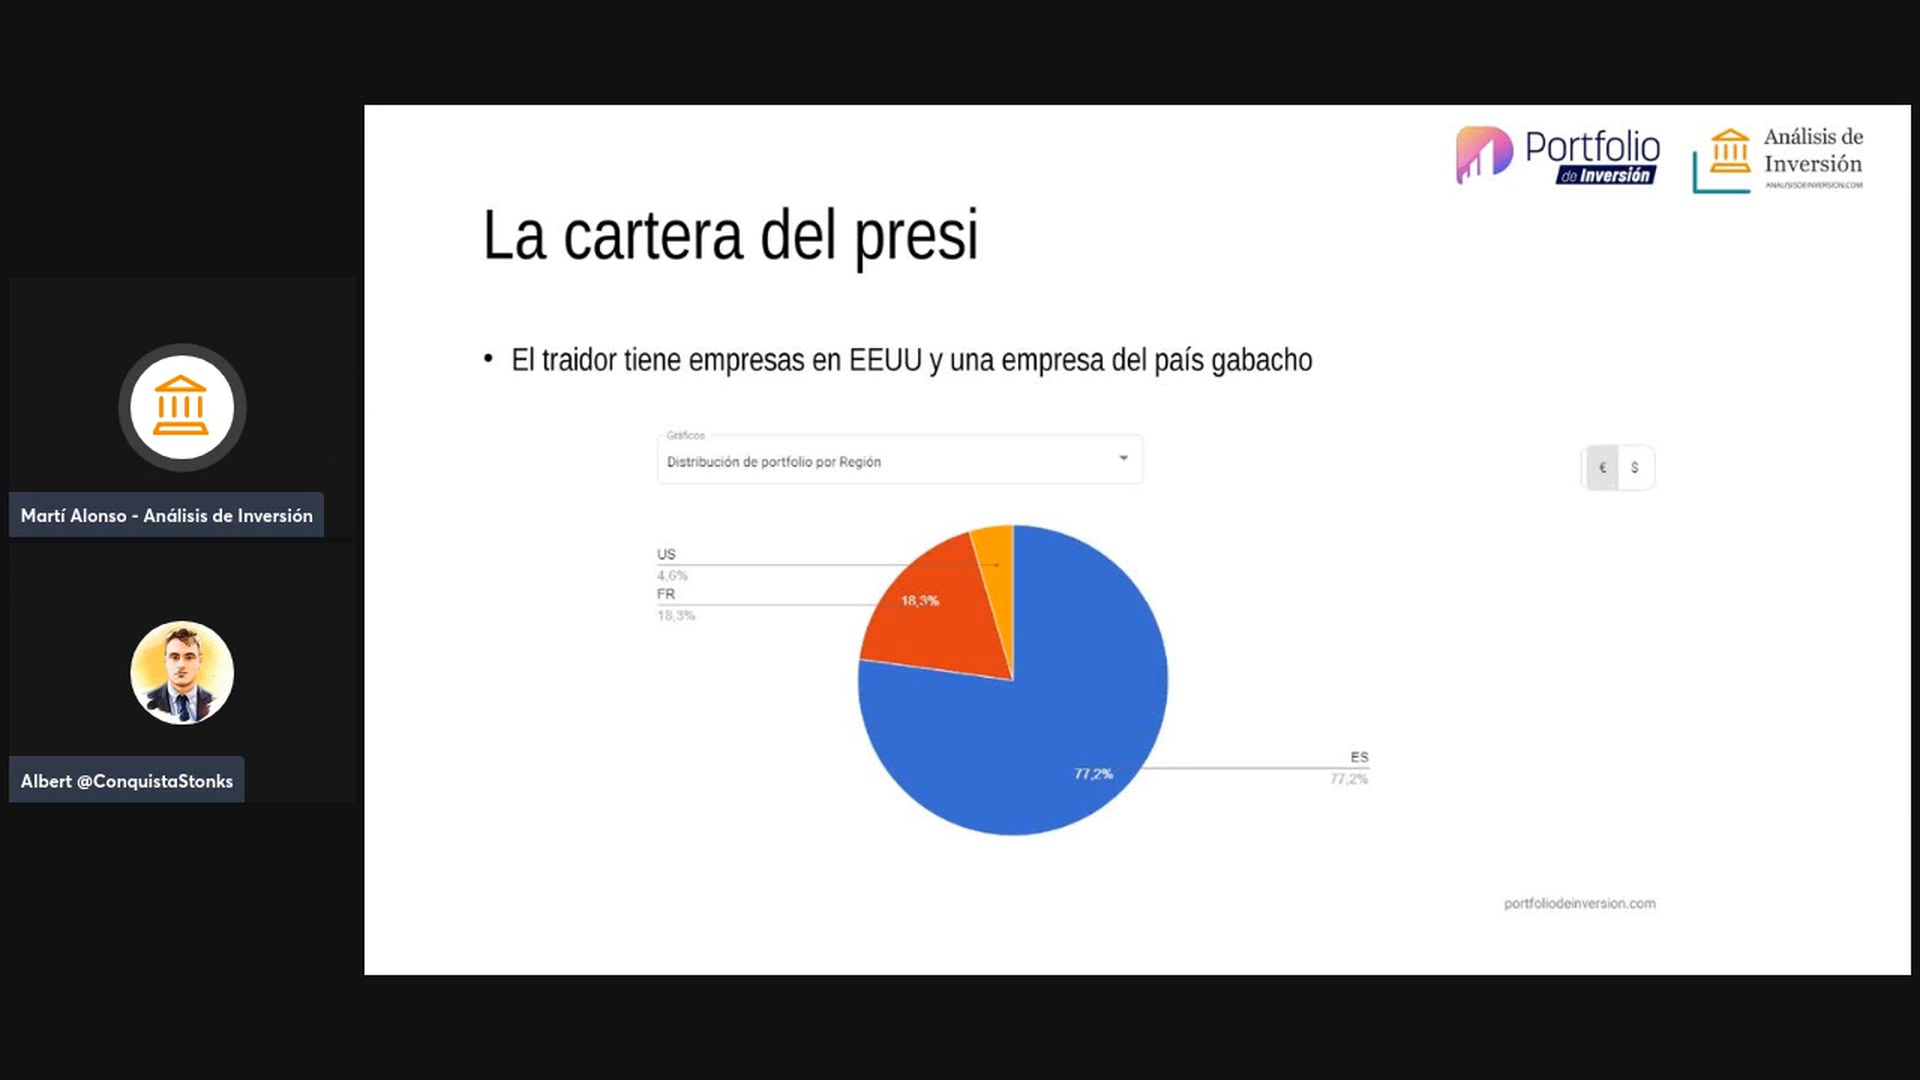 Portfolio
de Inversión
Análisis de
Inversión
ANALISISDEINVERSION.COM
La cartera del presi
• El traidor tiene empresas en EEUU y una empresa del país gabacho
Gráficos
Distribución de portfolio por Región
€ $
US
4,6%
FR
18,3%
18,3%
77,2%
ES
77,2%
portfoliodeinversion.com
Martí Alonso - Análisis de Inversión
Albert @ConquistaStonks